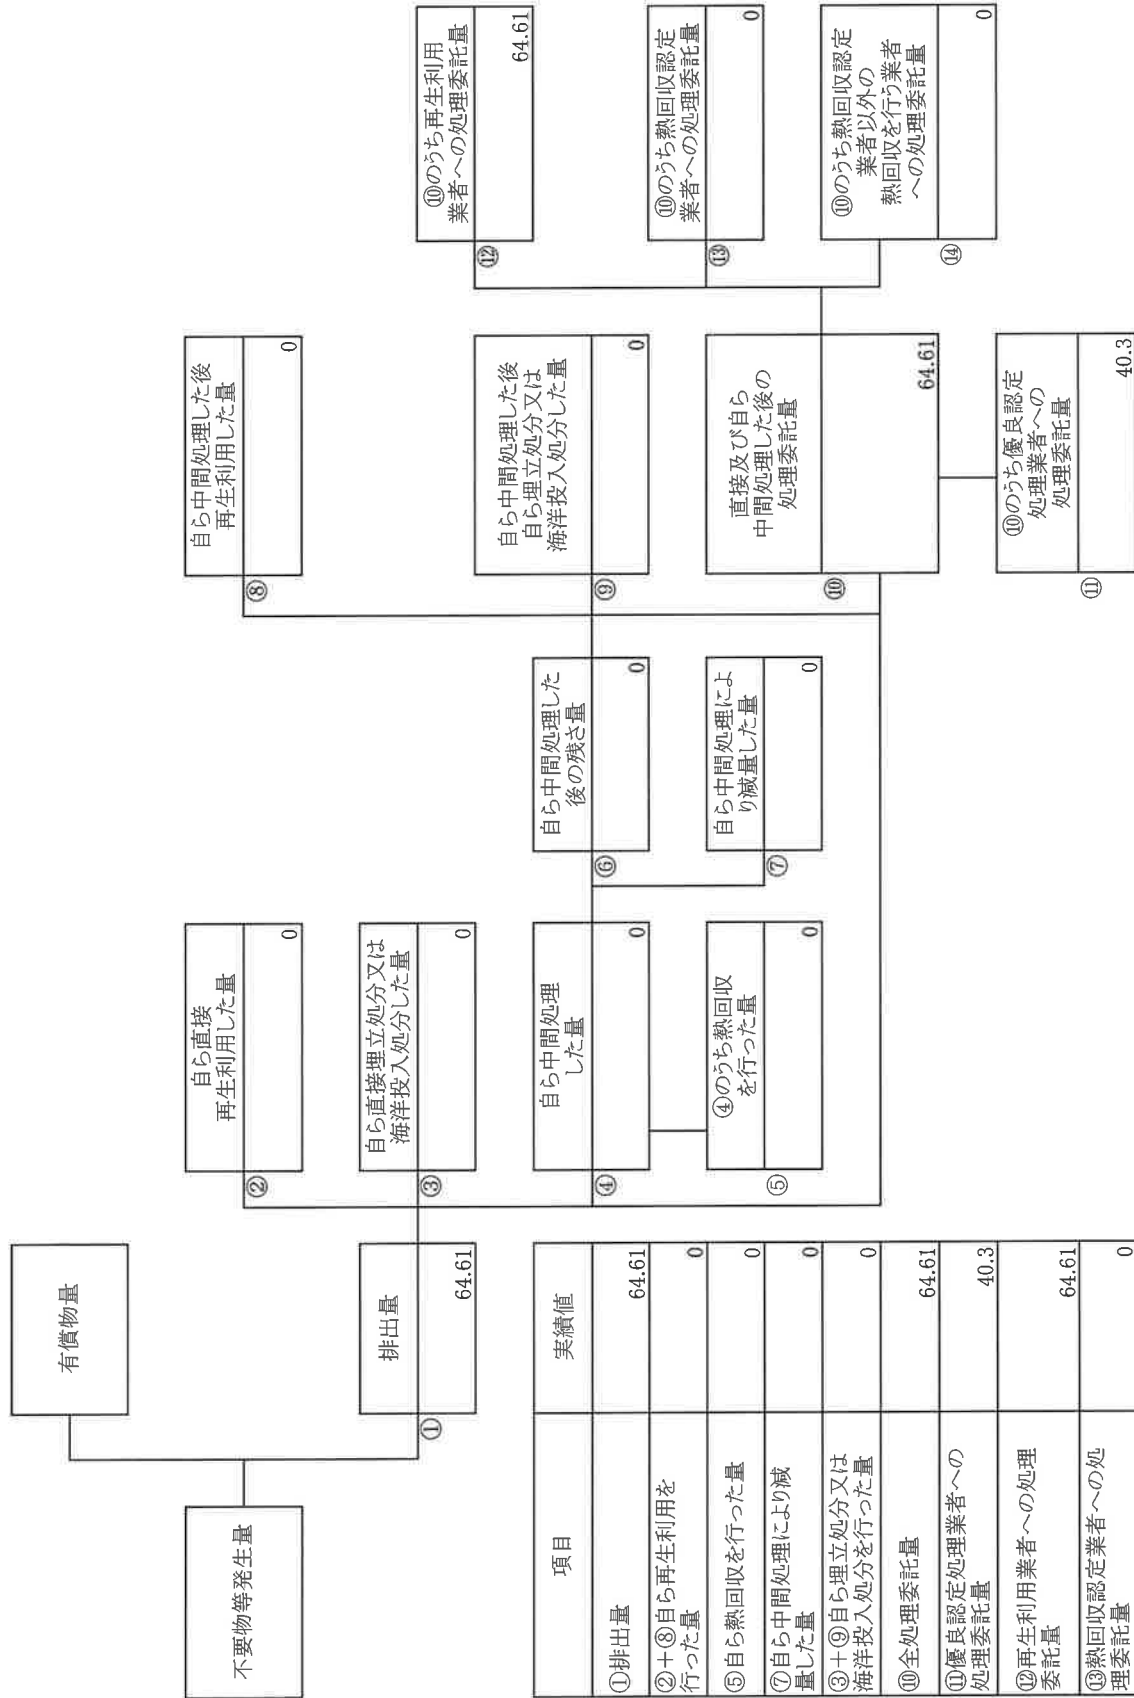 不要物等発生量
有償物量
排出量
①
64.61
自ら直接
再生利用した量
②
0
自ら直接埋立処分又は
海洋投入処分した量
③
0
自ら中間処理
した量
④
0
④のうち熱回収
を行った量
⑤
0
自ら中間処理した
後の残さ量
⑥
0
自ら中間処理によ
り減量した量
⑦
0
自ら中間処理した後
再生利用した量
⑧
0
自ら中間処理した後
自ら埋立処分又は
海洋投入処分した量
⑨
0
直接及び自ら
中間処理した後の
処理委託量
⑩
64.61
⑩のうち優良認定
処理業者への
処理委託量
⑪
40.3
⑩のうち再生利用
業者への処理委託量
⑫
64.61
⑩のうち熱回収認定
業者への処理委託量
⑬
0
⑩のうち熱回収認定
業者以外の
熱回収を行う業者
への処理委託量
⑭
0
項目 実績値
①排出量 64.61
②+⑧自ら再生利用を
行った量 0
⑤自ら熱回収を行った量 0
⑦自ら中間処理により減
量した量 0
③+⑨自ら埋立処分又は
海洋投入処分を行った量 0
⑩全処理委託量 64.61
⑪優良認定処理業者への
処理委託量 40.3
⑫再生利用業者への処理
委託量 64.61
⑬熱回収認定業者への処
理委託量 0